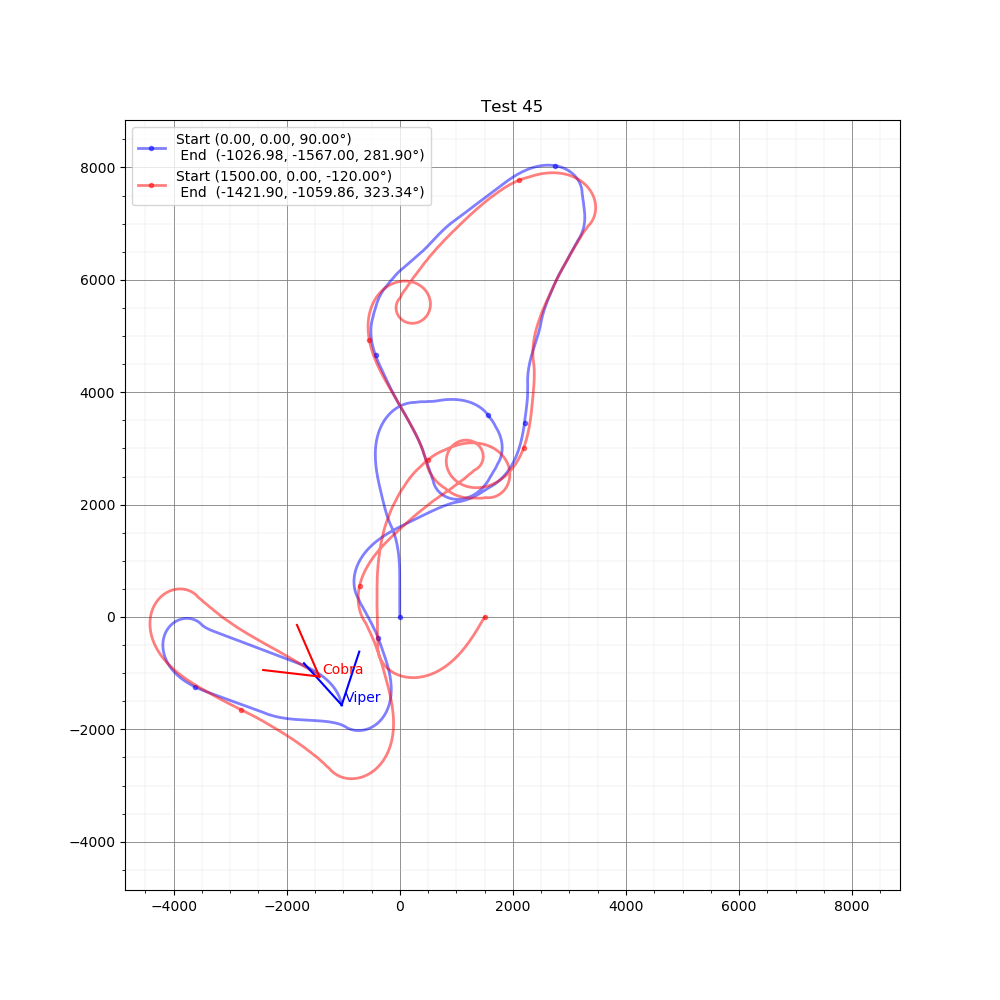 Test 45
Start (0.00, 0.00, 90.00°)
End  (-1026.98, -1567.00, 281.90°)
Start (1500.00, 0.00, -120.00°)
End  (-1421.90, -1059.86, 323.34°)
8000
6000
4000
2000
0
−2000
−4000
Cobra
Viper
−4000 −2000 0 2000 4000 6000 8000